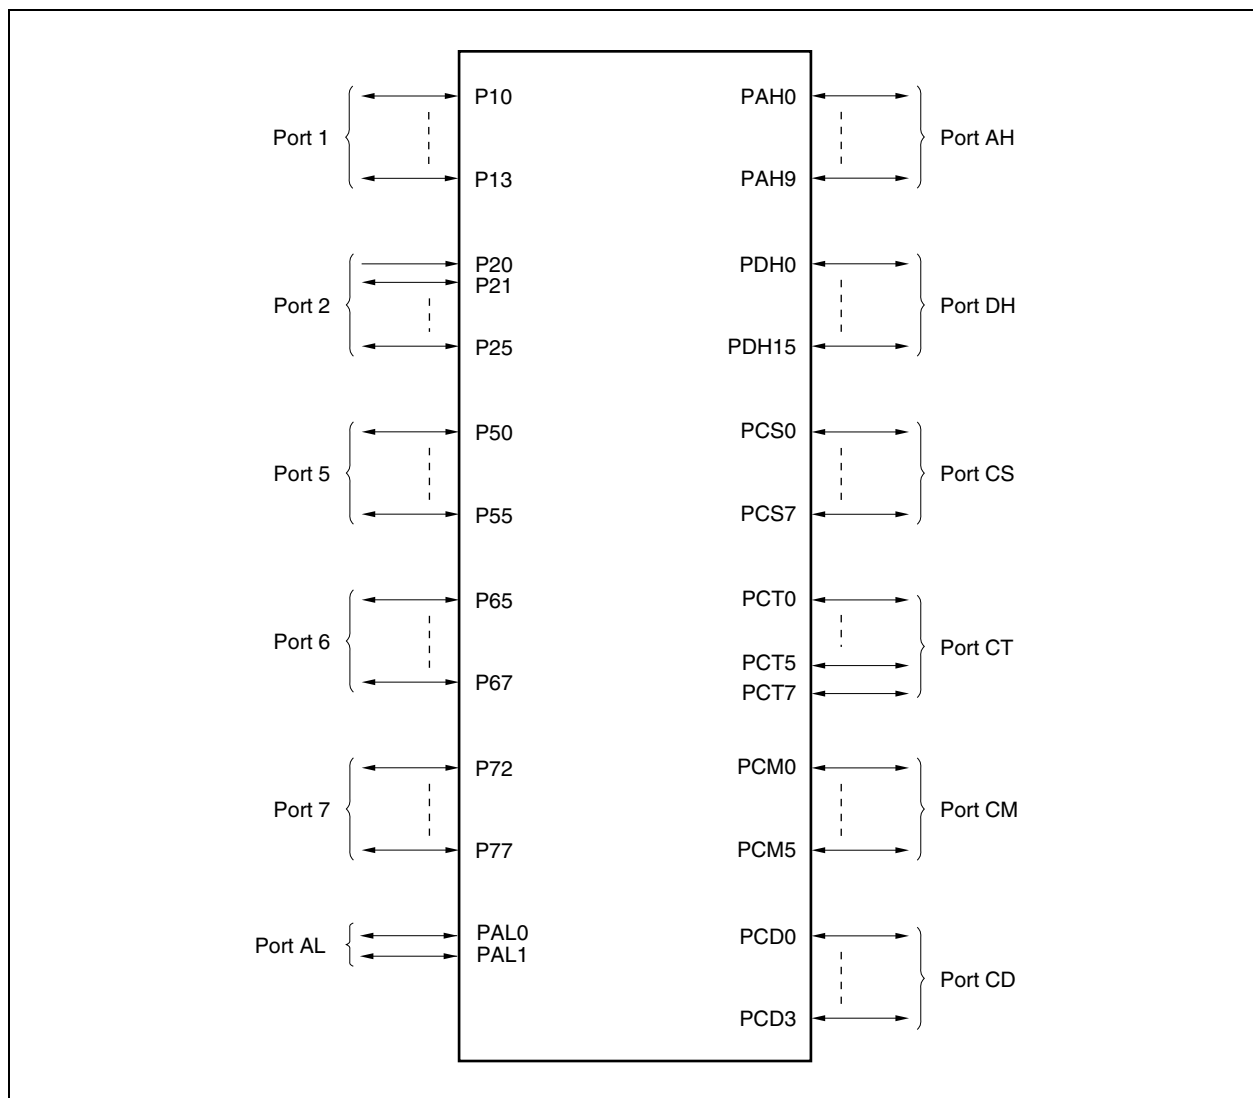 Port 1
P10
P13
Port 2
P20
P21
P25
Port 5
P50
P55
Port 6
P65
P67
Port 7
P72
P77
Port AL
PAL0
PAL1
PAH0
PAH9
Port AH
PDH0
PDH15
Port DH
PCS0
PCS7
Port CS
PCT0
PCT5
PCT7
Port CT
PCM0
PCM5
Port CM
PCD0
PCD3
Port CD